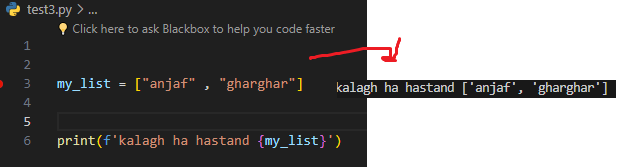 test3.py > ...
Click here to ask Blackbox to help you code faster
1
2
3 my_list = ["anjaf" , "gharghar"]
kalagh ha hastand ['anjaf', 'gharghar']
4
5
6 print(f'kalagh ha hastand {my_list}')